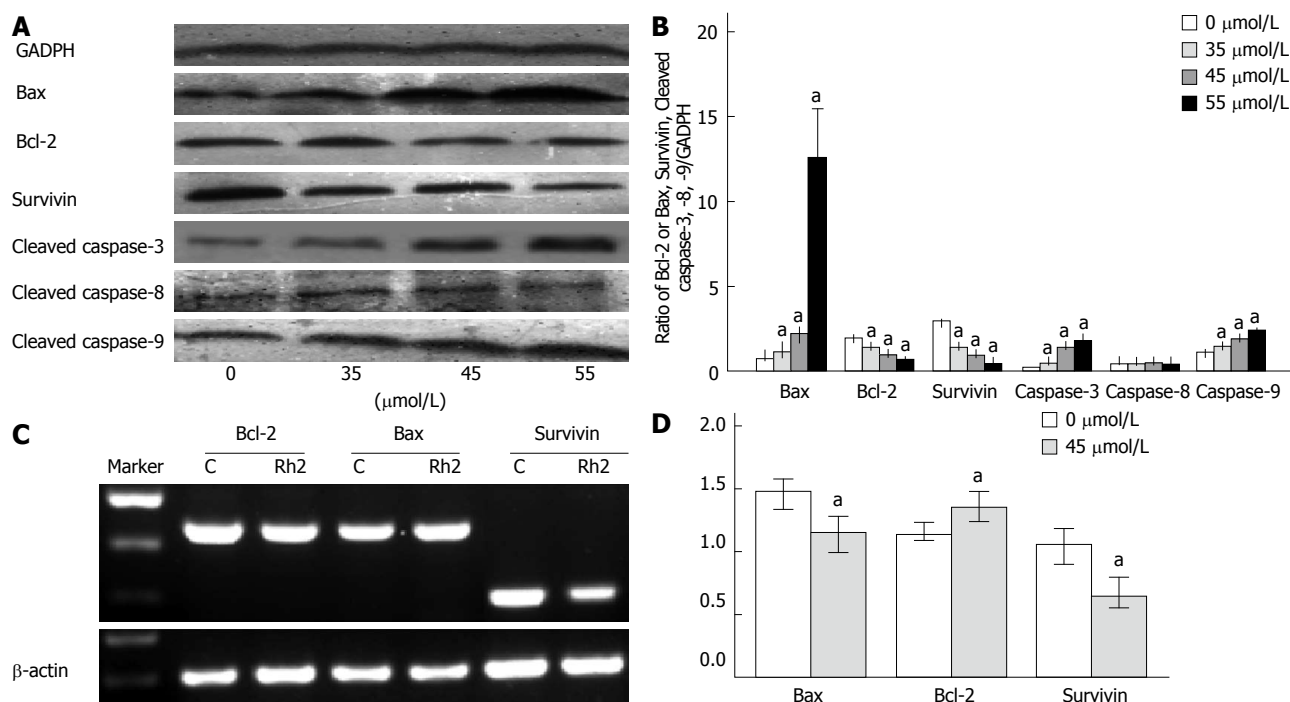 A
GADPH
Bax
Bcl-2
Survivin
Cleaved caspase-3
Cleaved caspase-8
Cleaved caspase-9
0 35 45 55
(μmol/L)
B
Ratio of Bcl-2 or Bax, Survivin, Cleaved
caspase-3, -8, -9/GADPH
20
15
10
5
0
0 μmol/L
35 μmol/L
45 μmol/L
55 μmol/L
a
a a
a a a
a a a
a a a
a a a
Bax Bcl-2 Survivin Caspase-3 Caspase-8 Caspase-9
C
Bcl-2 Bax Survivin
Marker C Rh2 C Rh2 C Rh2
β-actin
D
0 μmol/L
45 μmol/L
2.0
1.5
1.0
0.5
0.0
a a a
Bax Bcl-2 Survivin